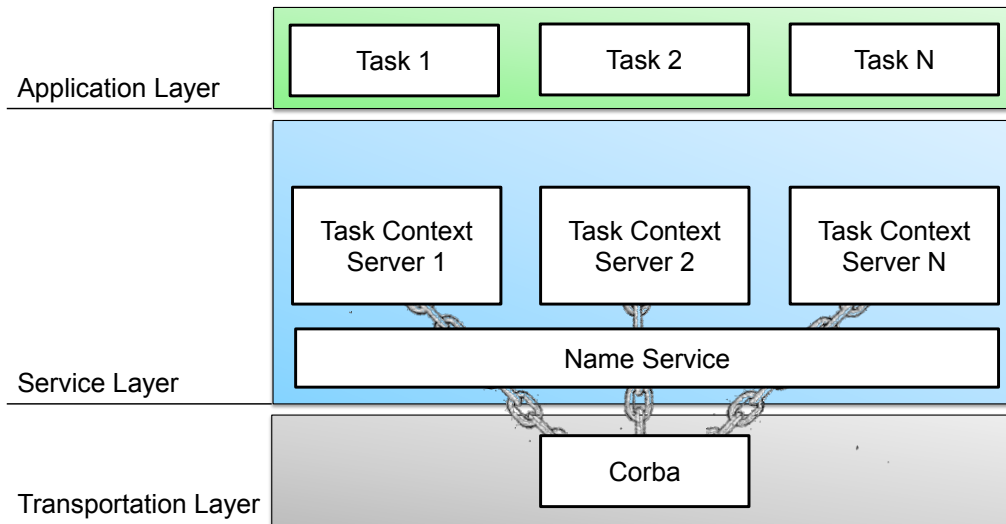 Task 1
Task 2
Task N
Application Layer
Task Context
Server 1
Task Context
Server 2
Task Context
Server N
Name Service
Service Layer
Corba
Transportation Layer